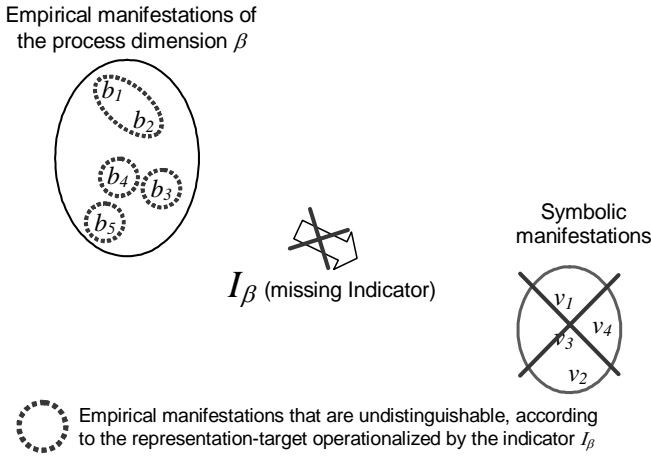 Empirical manifestations of
the process dimension β
b1
b2
b4
b3
b5
Symbolic
manifestations
Iβ (missing Indicator)
v1
v4
v3
v2
Empirical manifestations that are undistinguishable, according
to the representation-target operationalized by the indicator Iβ